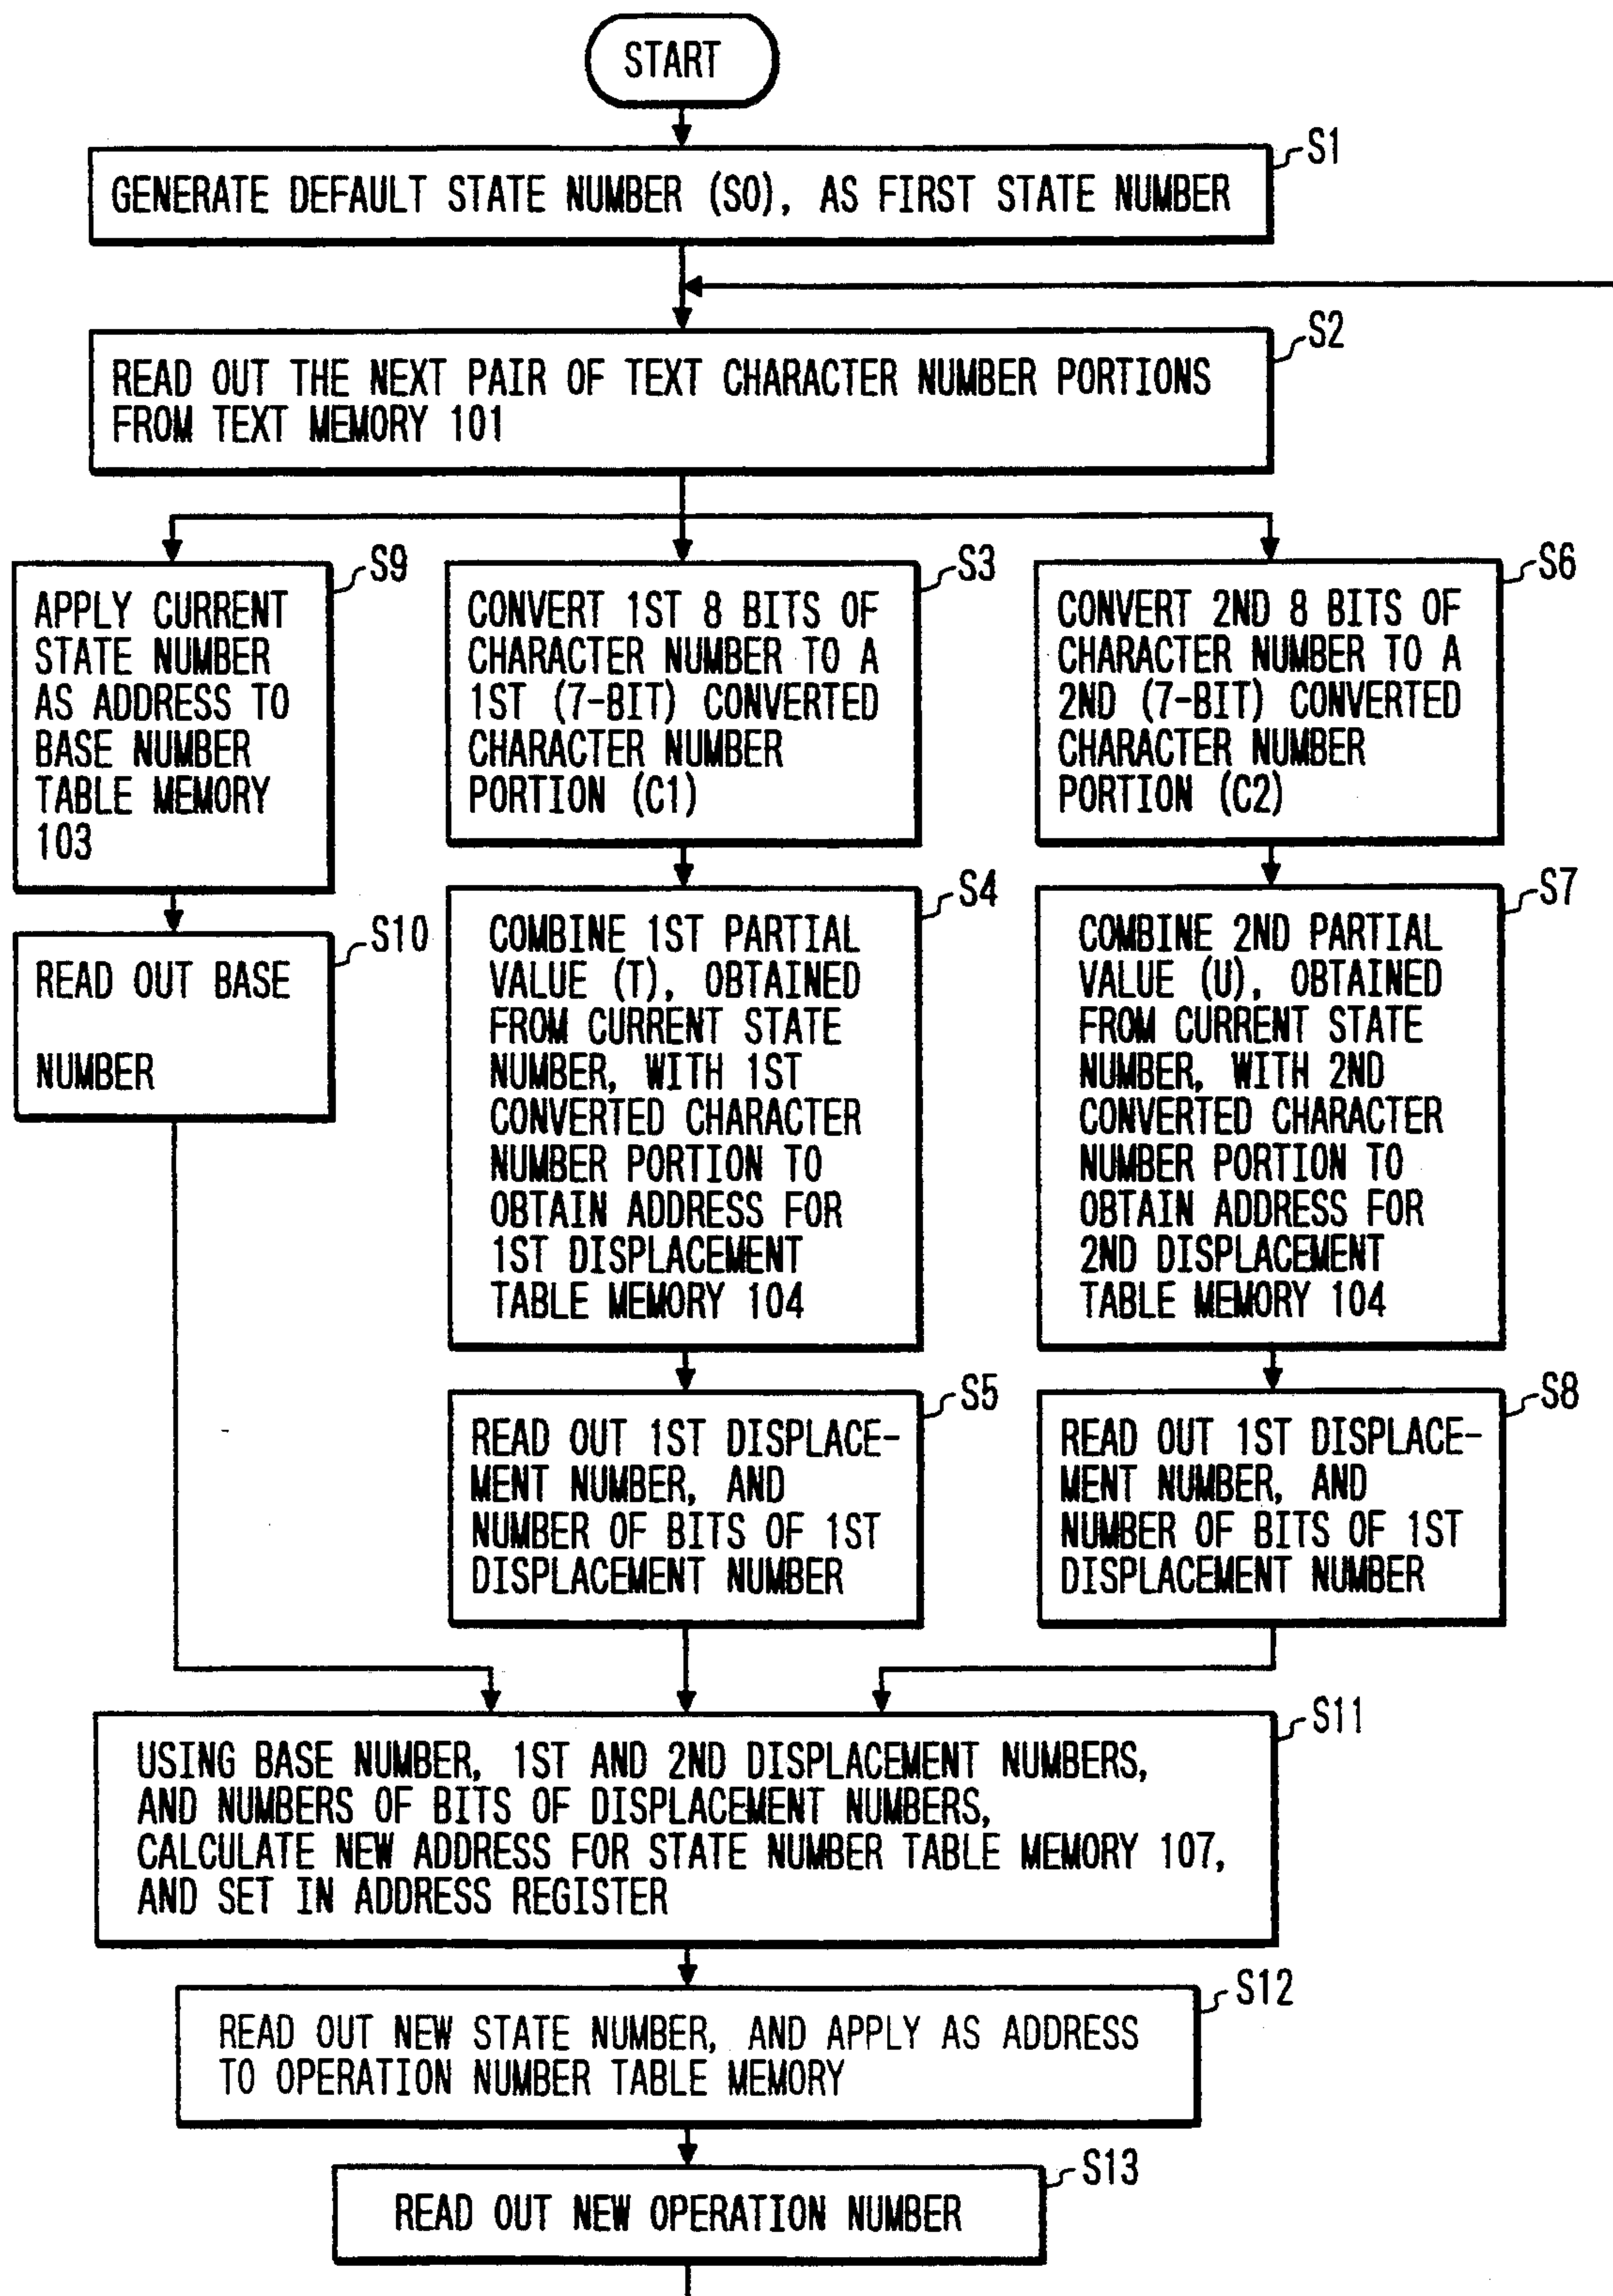 START
S1
GENERATE DEFAULT STATE NUMBER (S0), AS FIRST STATE NUMBER
S2
READ OUT THE NEXT PAIR OF TEXT CHARACTER NUMBER PORTIONS
FROM TEXT MEMORY 101
S9
APPLY CURRENT
STATE NUMBER
AS ADDRESS TO
BASE NUMBER
TABLE MEMORY
103
S10
READ OUT BASE
NUMBER
S3
CONVERT 1ST 8 BITS OF
CHARACTER NUMBER TO A
1ST (7-BIT) CONVERTED
CHARACTER NUMBER
PORTION (C1)
S4
COMBINE 1ST PARTIAL
VALUE (T), OBTAINED
FROM CURRENT STATE
NUMBER, WITH 1ST
CONVERTED CHARACTER
NUMBER PORTION TO
OBTAIN ADDRESS FOR
1ST DISPLACEMENT
TABLE MEMORY 104
S5
READ OUT 1ST DISPLACE-
MENT NUMBER, AND
NUMBER OF BITS OF 1ST
DISPLACEMENT NUMBER
S6
CONVERT 2ND 8 BITS OF
CHARACTER NUMBER TO A
2ND (7-BIT) CONVERTED
CHARACTER NUMBER
PORTION (C2)
S7
COMBINE 2ND PARTIAL
VALUE (U), OBTAINED
FROM CURRENT STATE
NUMBER, WITH 2ND
CONVERTED CHARACTER
NUMBER PORTION TO
OBTAIN ADDRESS FOR
2ND DISPLACEMENT
TABLE MEMORY 104
S8
READ OUT 1ST DISPLACE-
MENT NUMBER, AND
NUMBER OF BITS OF 1ST
DISPLACEMENT NUMBER
S11
USING BASE NUMBER, 1ST AND 2ND DISPLACEMENT NUMBERS,
AND NUMBERS OF BITS OF DISPLACEMENT NUMBERS,
CALCULATE NEW ADDRESS FOR STATE NUMBER TABLE MEMORY 107,
AND SET IN ADDRESS REGISTER
S12
READ OUT NEW STATE NUMBER, AND APPLY AS ADDRESS
TO OPERATION NUMBER TABLE MEMORY
S13
READ OUT NEW OPERATION NUMBER